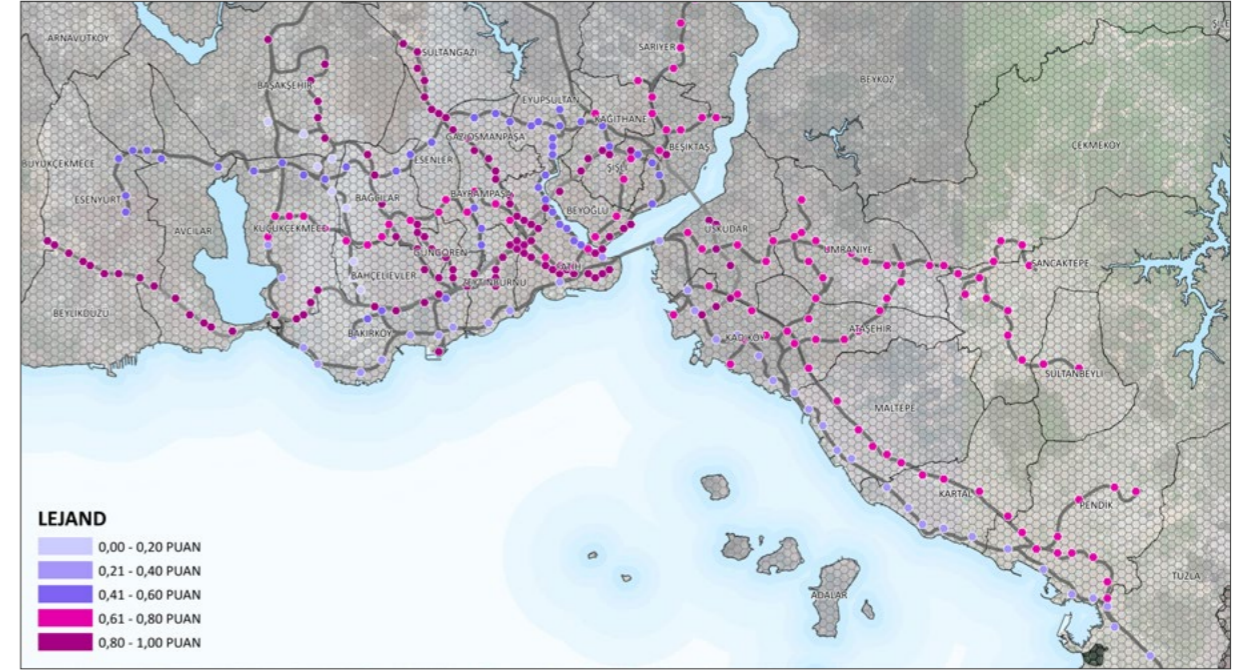 ARNAVUTKÖY
SULTANGAZİ
SARIYER
BEYKOZ
BAŞAKŞEHİR
EYÜPSULTAN
KAĞITHANE
GAZİOSMANPAŞA
ÇEKMEKÖY
BEŞİKTAŞ
BÜYÜKÇEKMECE
ESENLER
ŞİŞLİ
ESENYURT
BAĞCILAR
BAYRAMPAŞA
BEYOĞLU
AVCILAR
KÜÇÜKÇEKMECE
ÜSKÜDAR
ÜMRANİYE
GÜNGÖREN
SANCAKTEPE
FATİH
BAHÇELİEVLER
ZEYTİNBURNU
BEYLİKDÜZÜ
BAKIRKÖY
KADIKÖY
ATAŞEHİR
SULTANBEYLİ
MALTEPE
KARTAL
PENDİK
TUZLA
ADALAR
LEJAND
0,00 - 0,20 PUAN
0,21 - 0,40 PUAN
0,41 - 0,60 PUAN
0,61 - 0,80 PUAN
0,80 - 1,00 PUAN